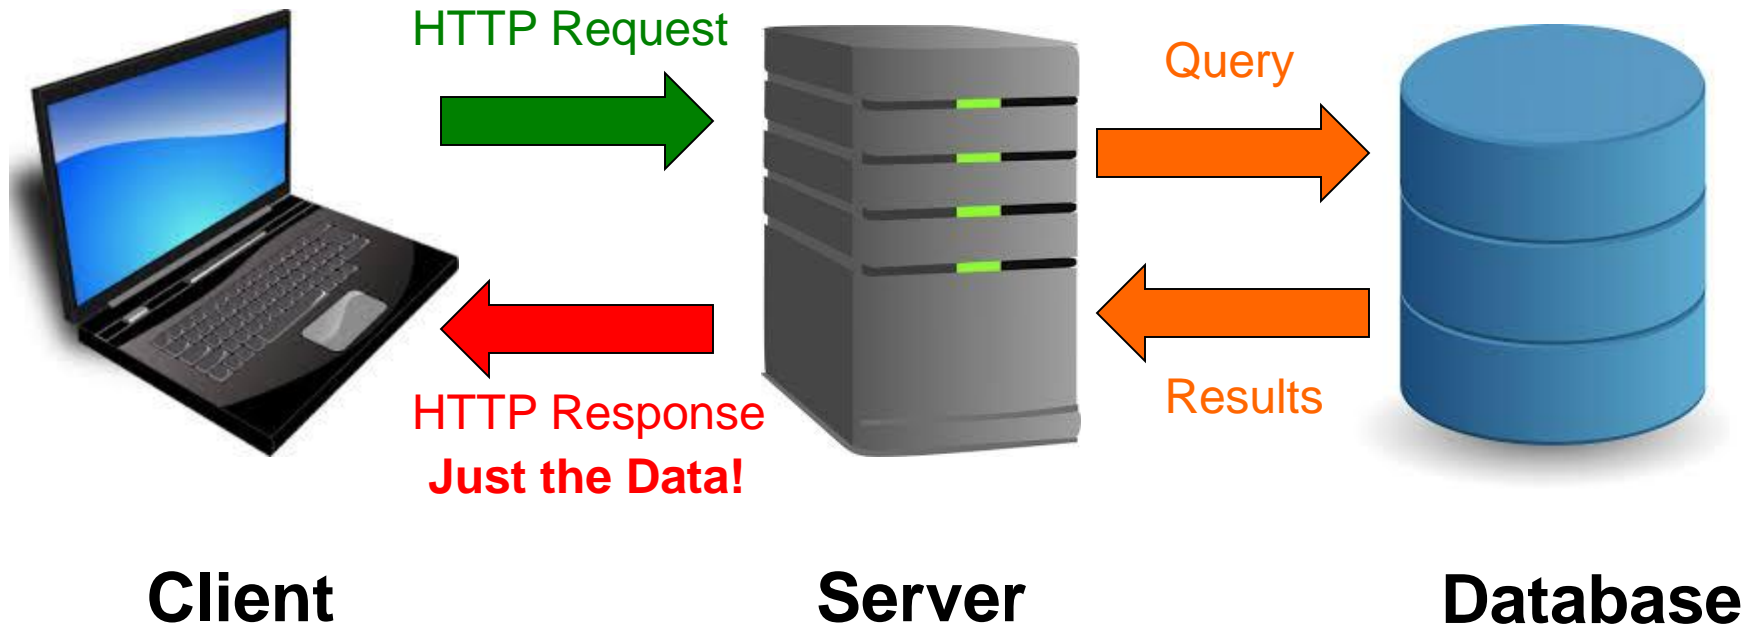 HTTP Request
Query
HTTP Response
Just the Data!
Results
Client
Server
Database